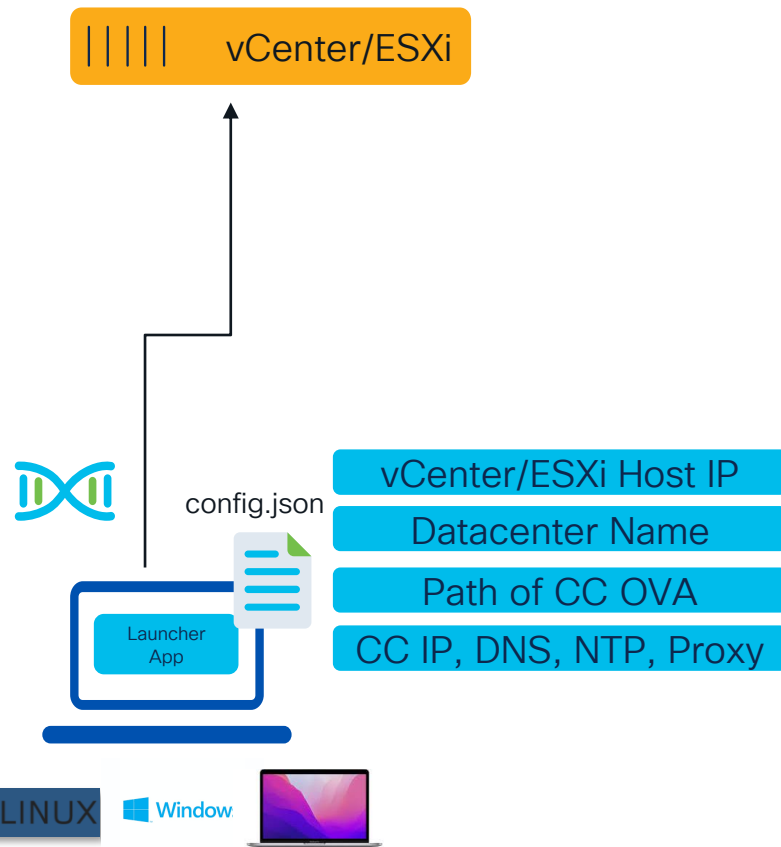 vCenter/ESXi
config.json
vCenter/ESXi Host IP
Datacenter Name
Path of CC OVA
CC IP, DNS, NTP, Proxy
Launcher
App
LINUX
Window